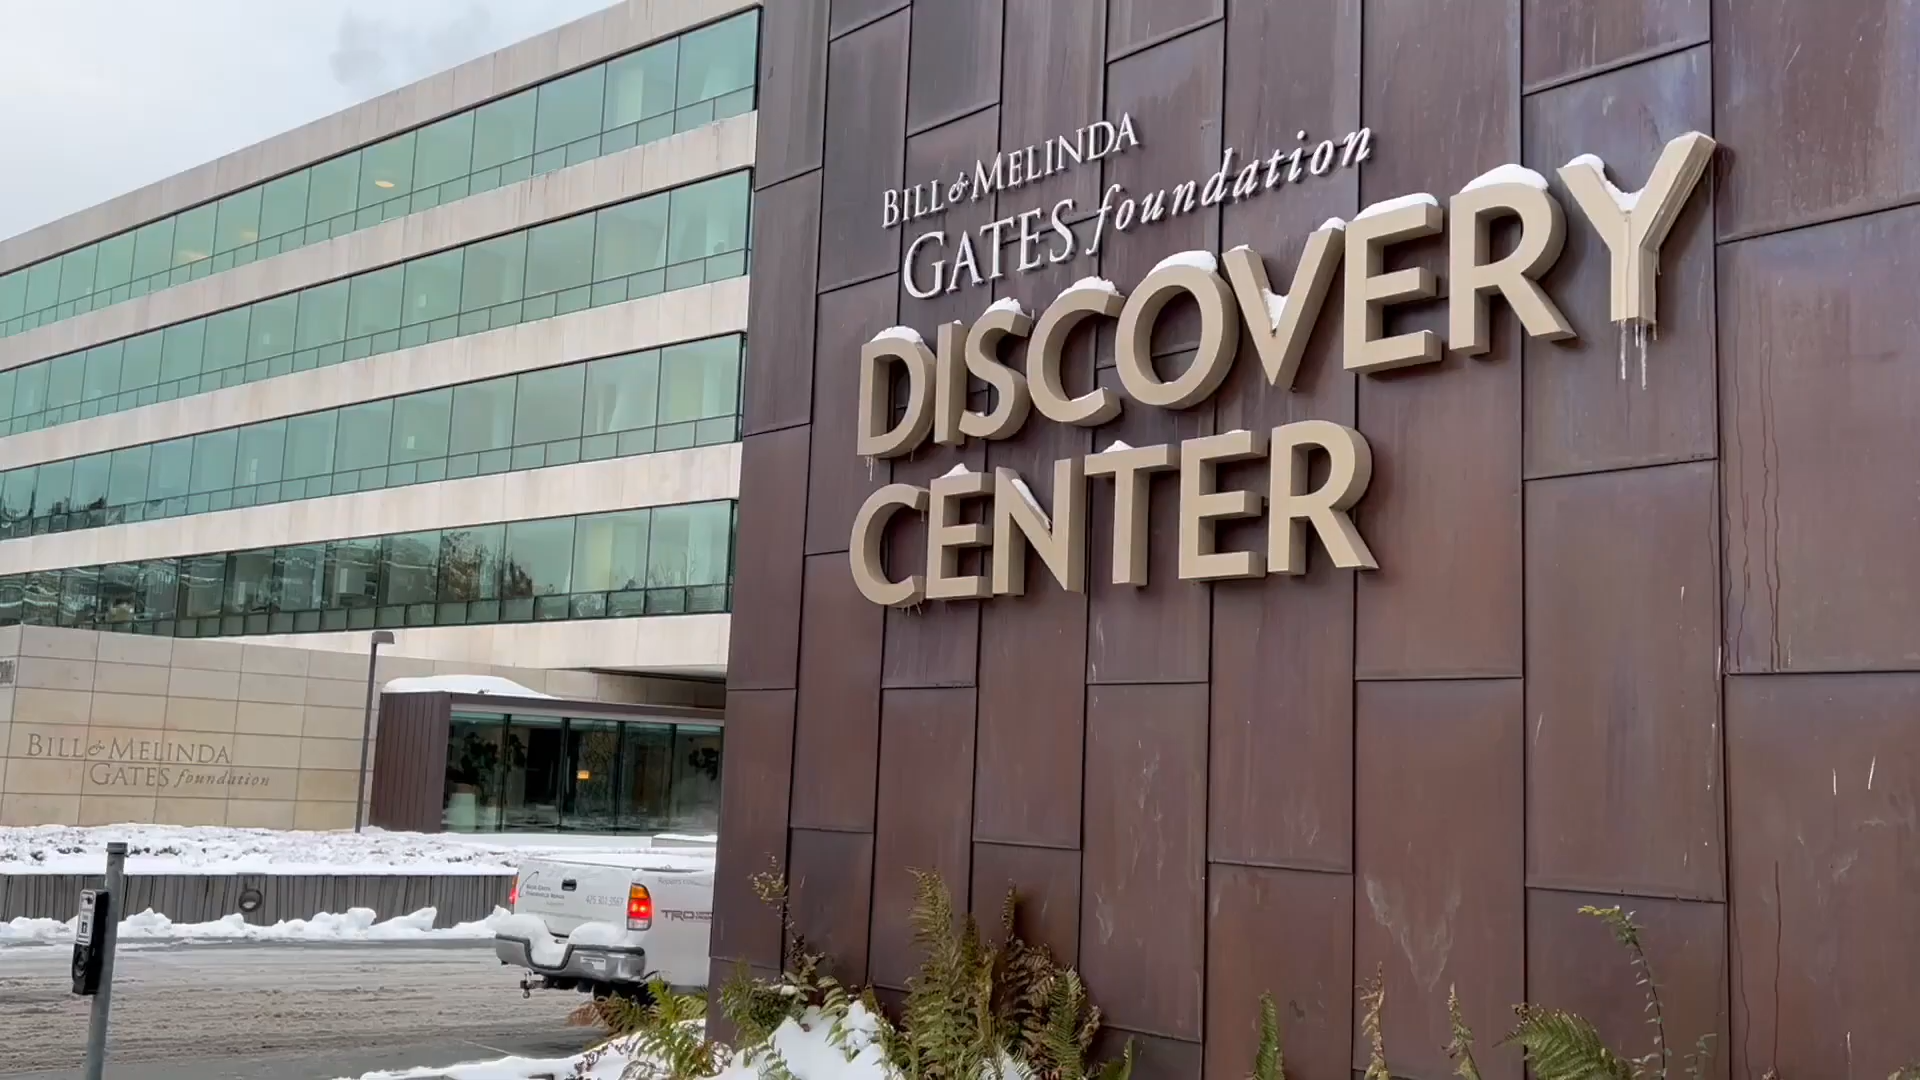 BILL & MELINDA
GATES foundation
DISCOVERY
CENTER
BILL & MELINDA
GATES foundation
TRD